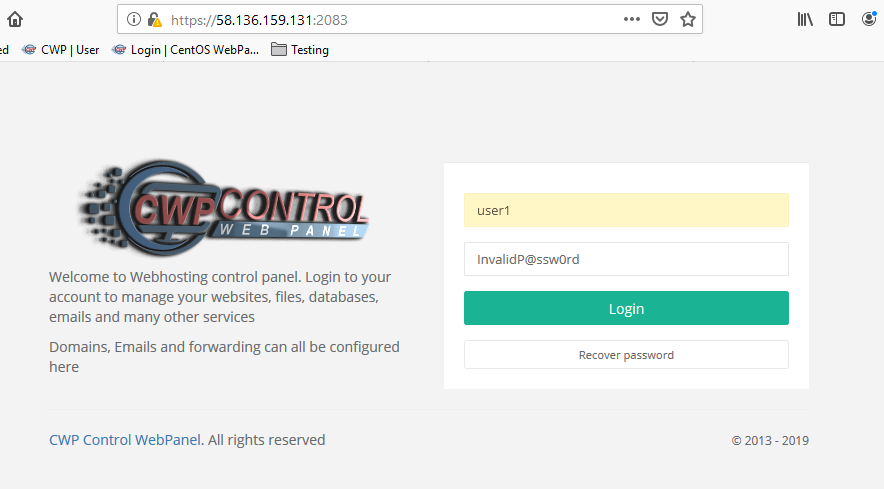 https://58.136.159.131:2083
ed CWP | User Login | CentOS WebPa... Testing
CWP CONTROL
WEB PANEL
Welcome to Webhosting control panel. Login to your
account to manage your websites, files, databases,
emails and many other services
Domains, Emails and forwarding can all be configured
here
user1
InvalidP@ssw0rd
Login
Recover password
CWP Control WebPanel. All rights reserved
© 2013 - 2019